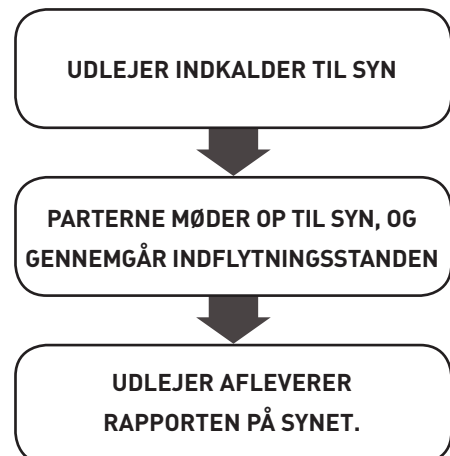 UDLEJER INDKALDER TIL SYN
PARTERNE MØDER OP TIL SYN, OG
GENNEMGÅR INDFLYTNINGSSTANDEN
UDLEJER AFLEVERER
RAPPORTEN PÅ SYNET.